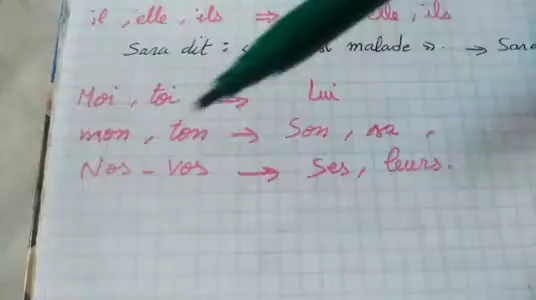 il, elle, ils ⇒ elle, ils
Sara dit : « malade ». → Sara
Moi, toi → Lui
mon, ton → Son, sa,
Nos - vos → Ses, leurs.